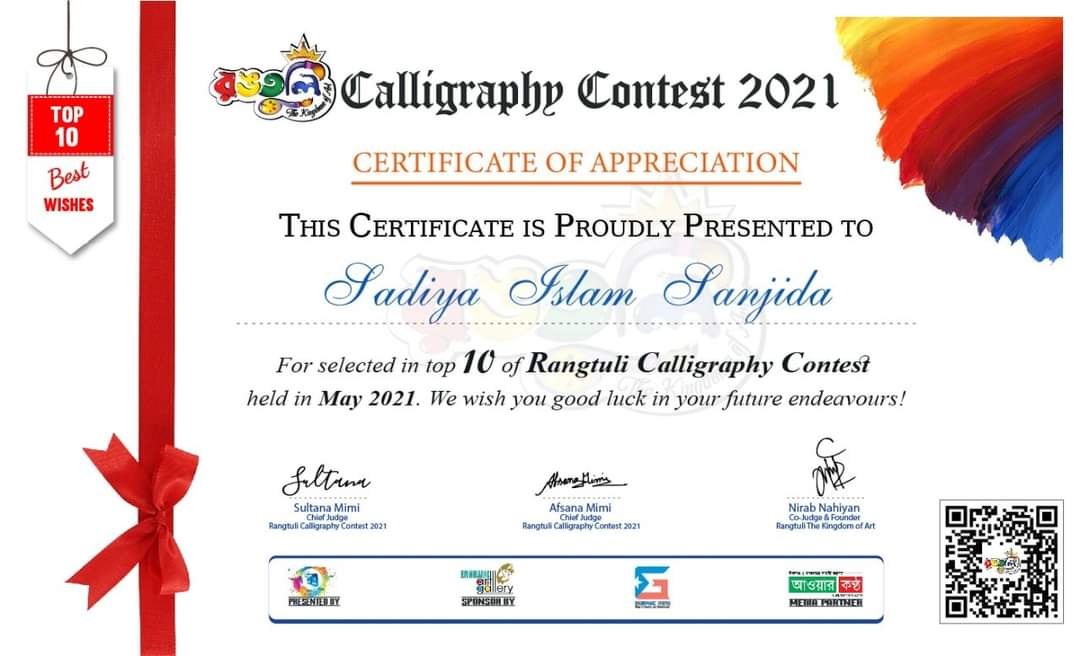 TOP
10
Best
WISHES
রঙতুলি
The Kingdom of Art
Calligraphy Contest 2021
CERTIFICATE OF APPRECIATION
THIS CERTIFICATE IS PROUDLY PRESENTED TO
Sadiya Islam Sanjida
For selected in top 10 of Rangtuli Calligraphy Contest
held in May 2021. We wish you good luck in your future endeavours!
Sultana
Sultana Mimi
Chief Judge
Rangtuli Calligraphy Contest 2021
Afsana Mimi
Afsana Mimi
Chief Judge
Rangtuli Calligraphy Contest 2021
Nirab Nahiyan
Co-Judge & Founder
Rangtuli The Kingdom of Art
PRESENTED BY
art gallery
SPONSOR BY
আওয়ার কণ্ঠ
MEDIA PARTNER